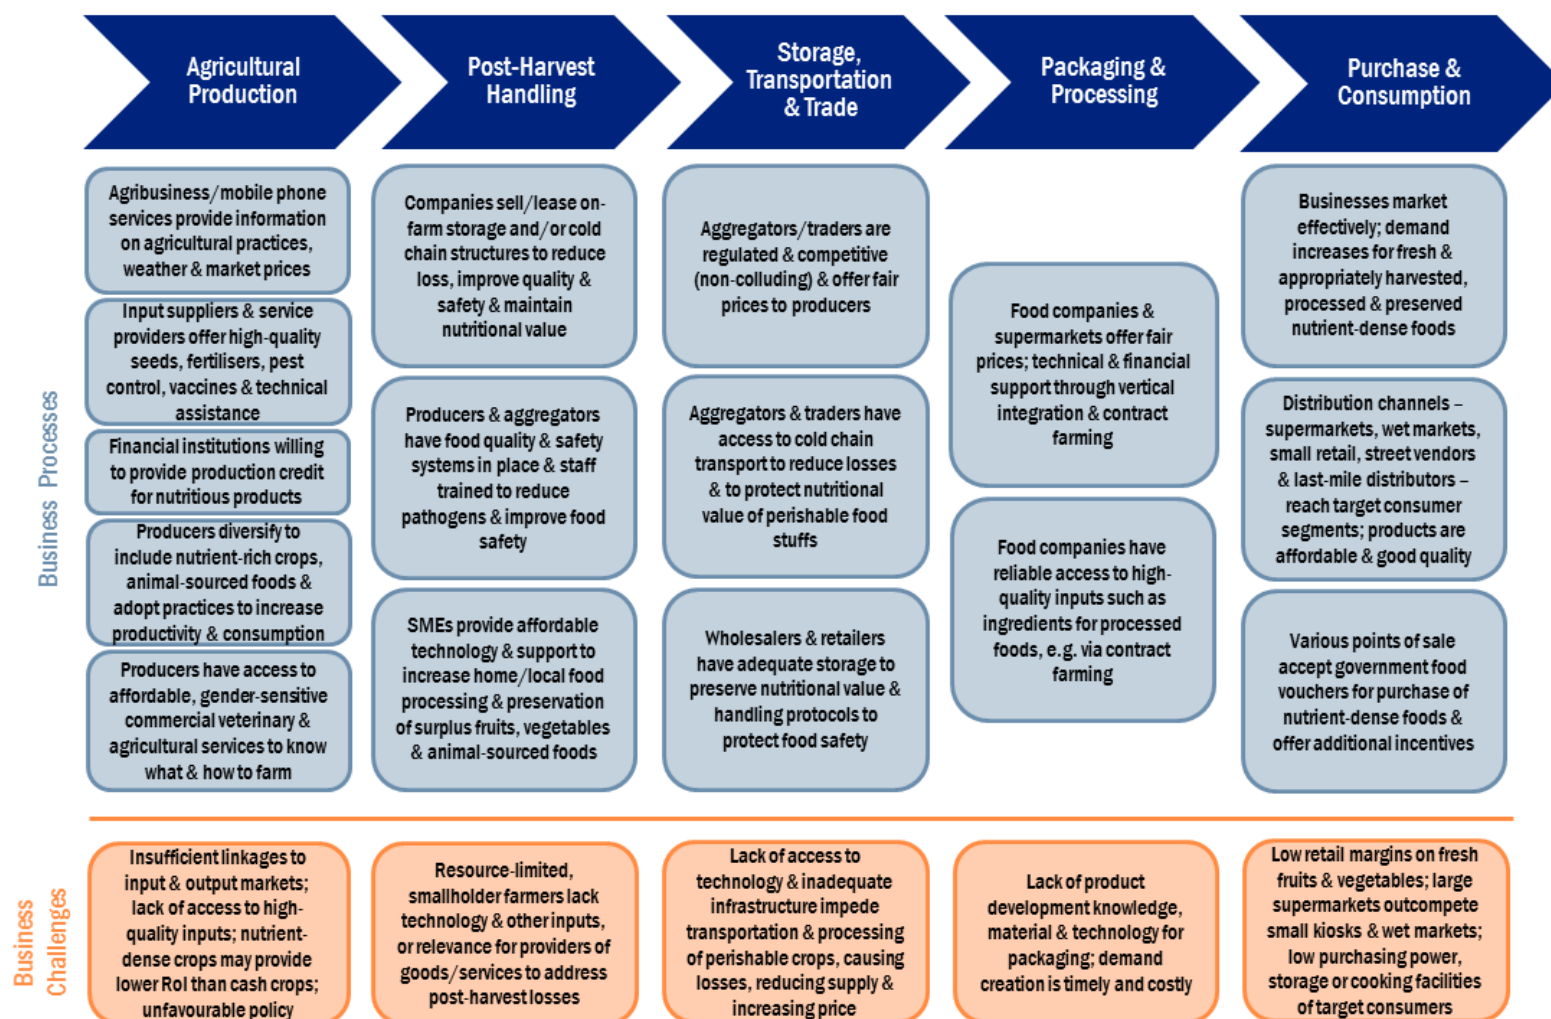 Agricultural
Production
Post-Harvest
Handling
Storage,
Transportation
& Trade
Packaging &
Processing
Purchase &
Consumption
Business Processes
Agribusiness/mobile phone
services provide information
on agricultural practices,
weather & market prices
Input suppliers & service
providers offer high-quality
seeds, fertilisers, pest
control, vaccines & technical
assistance
Financial institutions willing
to provide production credit
for nutritious products
Producers diversify to
include nutrient-rich crops,
animal-sourced foods &
adopt practices to increase
productivity & consumption
Producers have access to
affordable, gender-sensitive
commercial veterinary &
agricultural services to know
what & how to farm
Companies sell/lease on-
farm storage and/or cold
chain structures to reduce
loss, improve quality &
safety & maintain
nutritional value
Producers & aggregators
have food quality & safety
systems in place & staff
trained to reduce
pathogens & improve food
safety
SMEs provide affordable
technology & support to
increase home/local food
processing & preservation
of surplus fruits, vegetables
& animal-sourced foods
Aggregators/traders are
regulated & competitive
(non-colluding) & offer fair
prices to producers
Aggregators & traders have
access to cold chain
transport to reduce losses
& to protect nutritional
value of perishable food
stuffs
Wholesalers & retailers
have adequate storage to
preserve nutritional value &
handling protocols to
protect food safety
Food companies &
supermarkets offer fair
prices; technical & financial
support through vertical
integration & contract
farming
Food companies have
reliable access to high-
quality inputs such as
ingredients for processed
foods, e.g. via contract
farming
Businesses market
effectively; demand
increases for fresh &
appropriately harvested,
processed & preserved
nutrient-dense foods
Distribution channels –
supermarkets, wet markets,
small retail, street vendors
& last-mile distributors –
reach target consumer
segments; products are
affordable & good quality
Various points of sale
accept government food
vouchers for purchase of
nutrient-dense foods &
offer additional incentives
Business
Challenges
Insufficient linkages to
input & output markets;
lack of access to high-
quality inputs; nutrient-
dense crops may provide
lower RoI than cash crops;
unfavourable policy
Resource-limited,
smallholder farmers lack
technology & other inputs,
or relevance for providers of
goods/services to address
post-harvest losses
Lack of access to
technology & inadequate
infrastructure impede
transportation & processing
of perishable crops, causing
losses, reducing supply &
increasing price
Lack of product
development knowledge,
material & technology for
packaging; demand
creation is timely and costly
Low retail margins on fresh
fruits & vegetables; large
supermarkets outcompete
small kiosks & wet markets;
low purchasing power,
storage or cooking facilities
of target consumers